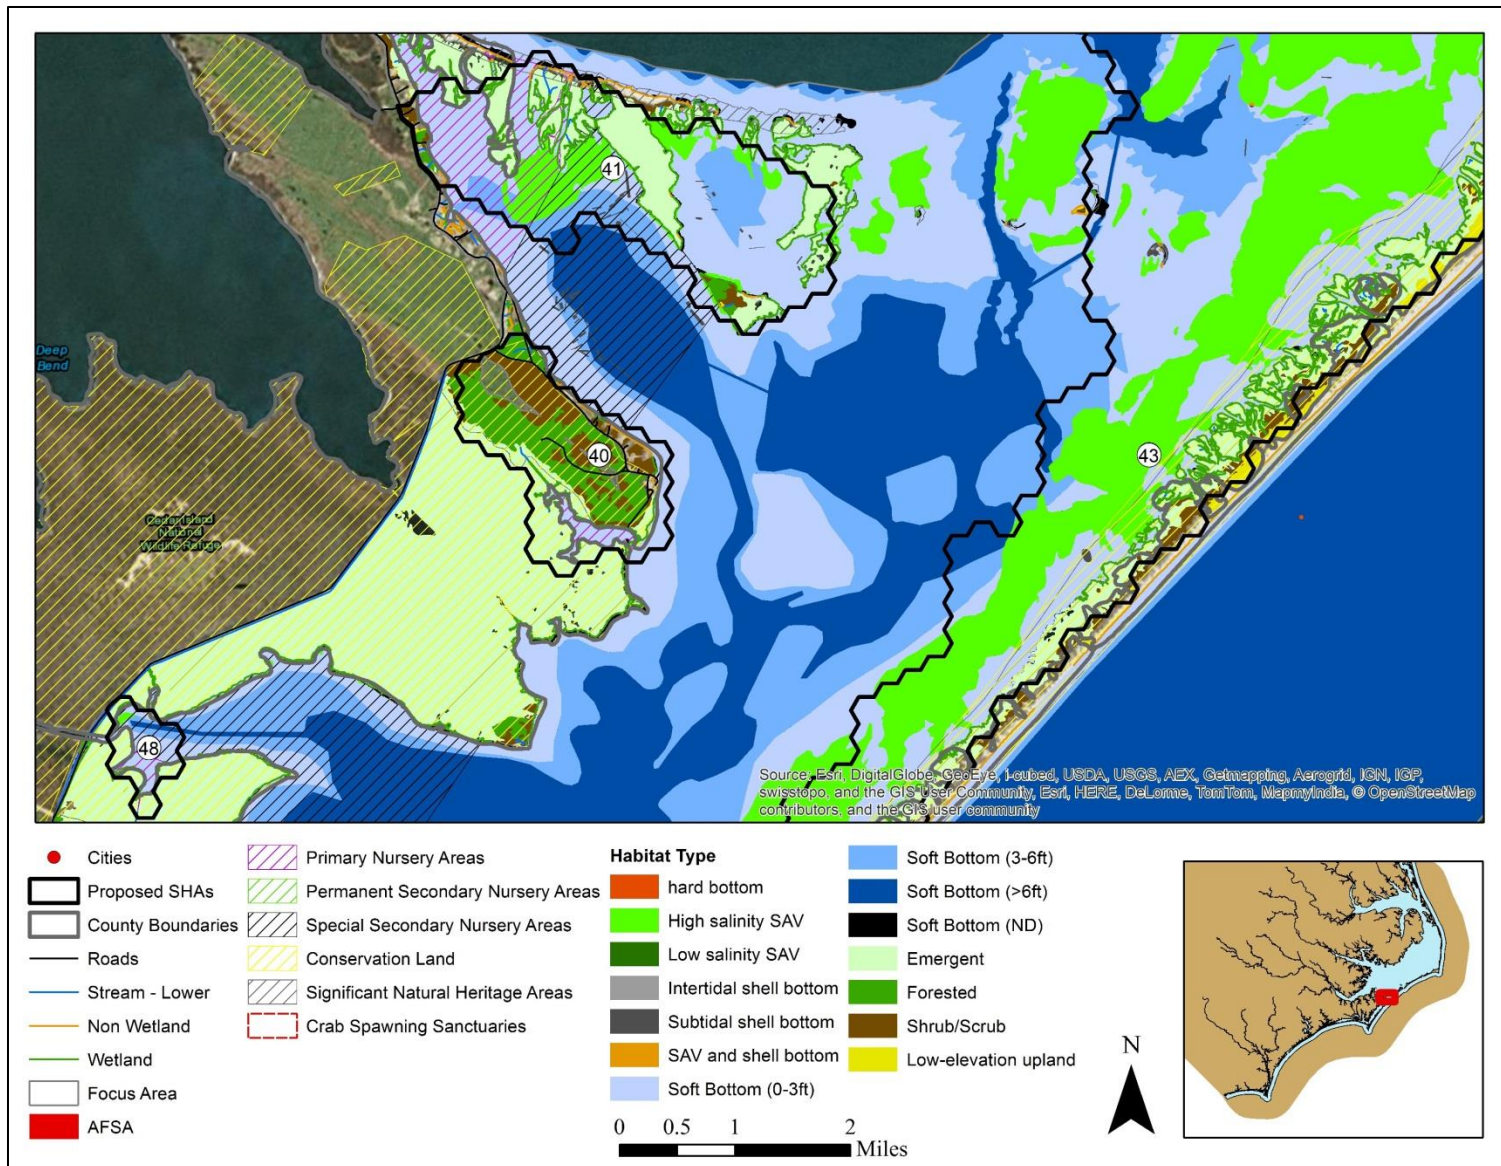 41
Deep
Bend
43
40
Cedar Island
National
Wildlife Refuge
48
Source: Esri, DigitalGlobe, GeoEye, i-cubed, USDA, USGS, AEX, Getmapping, Aerogrid, IGN, IGP,
swisstopo, and the GIS User Community, Esri, HERE, DeLorme, TomTom, MapmyIndia, © OpenStreetMap
contributors, and the GIS user community
Cities
Proposed SHAs
County Boundaries
Roads
Stream - Lower
Non Wetland
Wetland
Focus Area
AFSA
Primary Nursery Areas
Permanent Secondary Nursery Areas
Special Secondary Nursery Areas
Conservation Land
Significant Natural Heritage Areas
Crab Spawning Sanctuaries
Habitat Type
hard bottom
High salinity SAV
Low salinity SAV
Intertidal shell bottom
Subtidal shell bottom
SAV and shell bottom
Soft Bottom (0-3ft)
Soft Bottom (3-6ft)
Soft Bottom (>6ft)
Soft Bottom (ND)
Emergent
Forested
Shrub/Scrub
Low-elevation upland
0 0.5 1 2
Miles
N